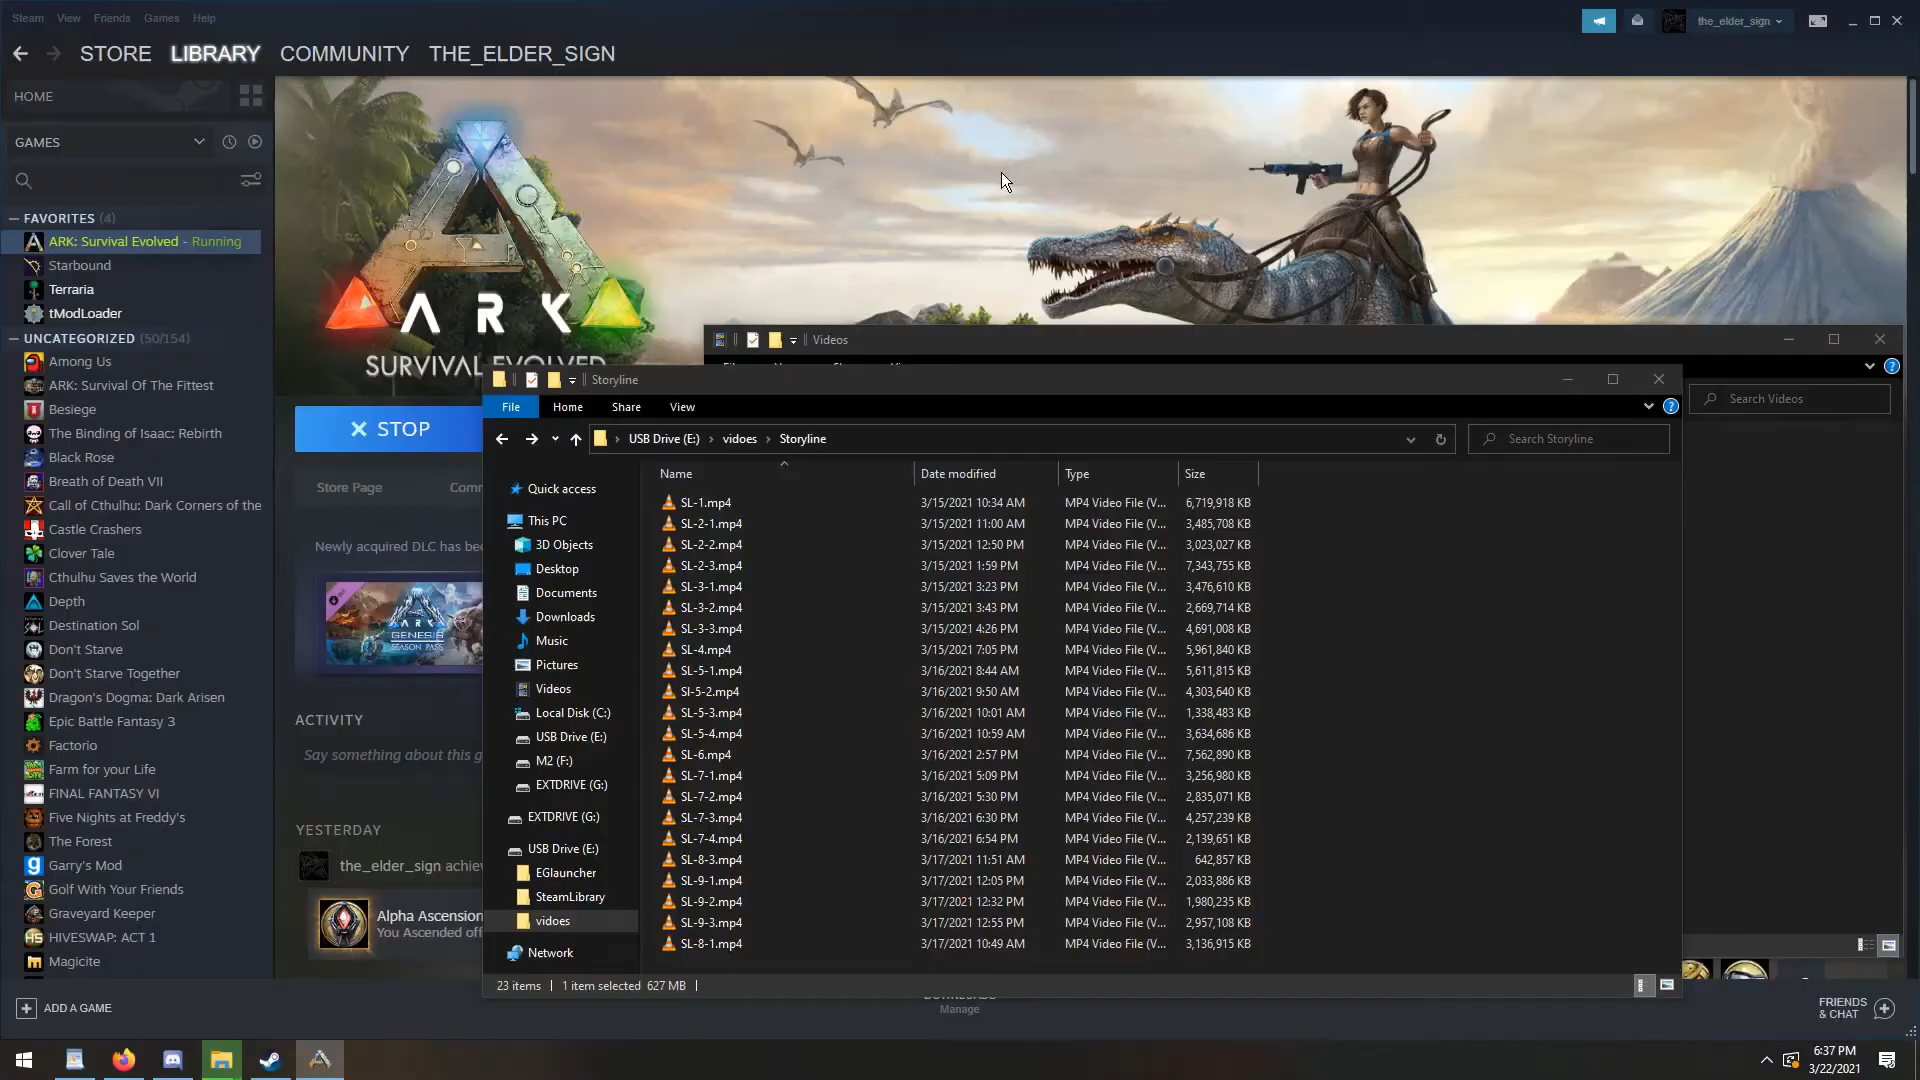 Steam View Friends Games Help
the_elder_sign
STORE LIBRARY COMMUNITY THE_ELDER_SIGN
HOME
GAMES
FAVORITES (4)
ARK: Survival Evolved - Running
Starbound
Terraria
tModLoader
UNCATEGORIZED (50/154)
Among Us
ARK: Survival Of The Fittest
Besiege
The Binding of Isaac: Rebirth
Black Rose
Breath of Death VII
Call of Cthulhu: Dark Corners of the
Castle Crashers
Clover Tale
Cthulhu Saves the World
Depth
Destination Sol
Don't Starve
Don't Starve Together
Dragon's Dogma: Dark Arisen
Epic Battle Fantasy 3
Factorio
Farm for your Life
FINAL FANTASY VI
Five Nights at Freddy's
The Forest
Garry's Mod
Golf With Your Friends
Graveyard Keeper
HIVESWAP: ACT 1
Magicite
ADD A GAME
ARK
SURVIVAL EVOLVED
STOP
Store Page
Newly acquired DLC has
ARK
GENESIS
SEASON PASS
ACTIVITY
Say something about this
YESTERDAY
the_elder_sign
Alpha Ascension
You Ascended
Manage
FRIENDS
& CHAT
Videos
Search Videos
Storyline
File Home Share View
USB Drive (E:) vidoes Storyline
Search Storyline
Quick access
This PC
3D Objects
Desktop
Documents
Downloads
Music
Pictures
Videos
Local Disk (C:)
USB Drive (E:)
M2 (F:)
EXTDRIVE (G:)
EXTDRIVE (G:)
USB Drive (E:)
EGlauncher
SteamLibrary
vidoes
Network
Name Date modified Type Size
SL-1.mp4 3/15/2021 10:34 AM MP4 Video File (V... 6,719,918 KB
SL-2-1.mp4 3/15/2021 11:00 AM MP4 Video File (V... 3,485,708 KB
SL-2-2.mp4 3/15/2021 12:50 PM MP4 Video File (V... 3,023,027 KB
SL-2-3.mp4 3/15/2021 1:59 PM MP4 Video File (V... 7,343,755 KB
SL-3-1.mp4 3/15/2021 3:23 PM MP4 Video File (V... 3,476,610 KB
SL-3-2.mp4 3/15/2021 3:43 PM MP4 Video File (V... 2,669,714 KB
SL-3-3.mp4 3/15/2021 4:26 PM MP4 Video File (V... 4,691,008 KB
SL-4.mp4 3/15/2021 7:05 PM MP4 Video File (V... 5,961,840 KB
SL-5-1.mp4 3/16/2021 8:44 AM MP4 Video File (V... 5,611,815 KB
Sl-5-2.mp4 3/16/2021 9:50 AM MP4 Video File (V... 4,303,640 KB
SL-5-3.mp4 3/16/2021 10:01 AM MP4 Video File (V... 1,338,483 KB
SL-5-4.mp4 3/16/2021 10:59 AM MP4 Video File (V... 3,634,686 KB
SL-6.mp4 3/16/2021 2:57 PM MP4 Video File (V... 7,562,890 KB
SL-7-1.mp4 3/16/2021 5:09 PM MP4 Video File (V... 3,256,980 KB
SL-7-2.mp4 3/16/2021 5:30 PM MP4 Video File (V... 2,835,071 KB
SL-7-3.mp4 3/16/2021 6:30 PM MP4 Video File (V... 4,257,239 KB
SL-7-4.mp4 3/16/2021 6:54 PM MP4 Video File (V... 2,139,651 KB
SL-8-3.mp4 3/17/2021 11:51 AM MP4 Video File (V... 642,857 KB
SL-9-1.mp4 3/17/2021 12:05 PM MP4 Video File (V... 2,033,886 KB
SL-9-2.mp4 3/17/2021 12:32 PM MP4 Video File (V... 1,980,235 KB
SL-9-3.mp4 3/17/2021 12:55 PM MP4 Video File (V... 2,957,108 KB
SL-8-1.mp4 3/17/2021 10:49 AM MP4 Video File (V... 3,136,915 KB
23 items 1 item selected 627 MB
6:37 PM
3/22/2021